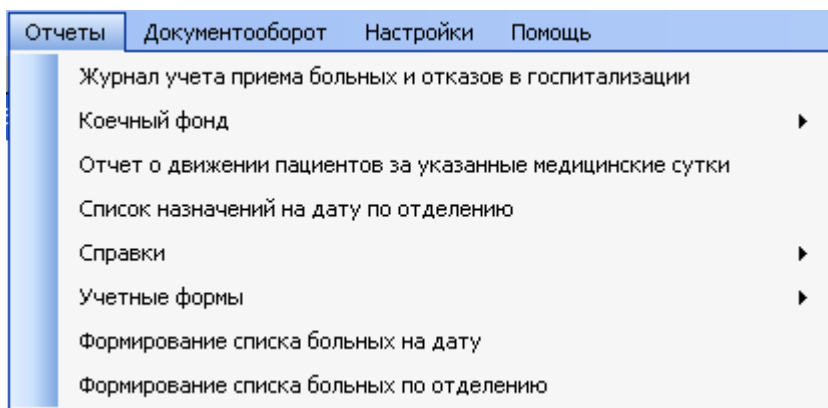 Отчеты Документооборот Настройки Помощь
Журнал учета приема больных и отказов в госпитализации
Коечный фонд
Отчет о движении пациентов за указанные медицинские сутки
Список назначений на дату по отделению
Справки
Учетные формы
Формирование списка больных на дату
Формирование списка больных по отделению